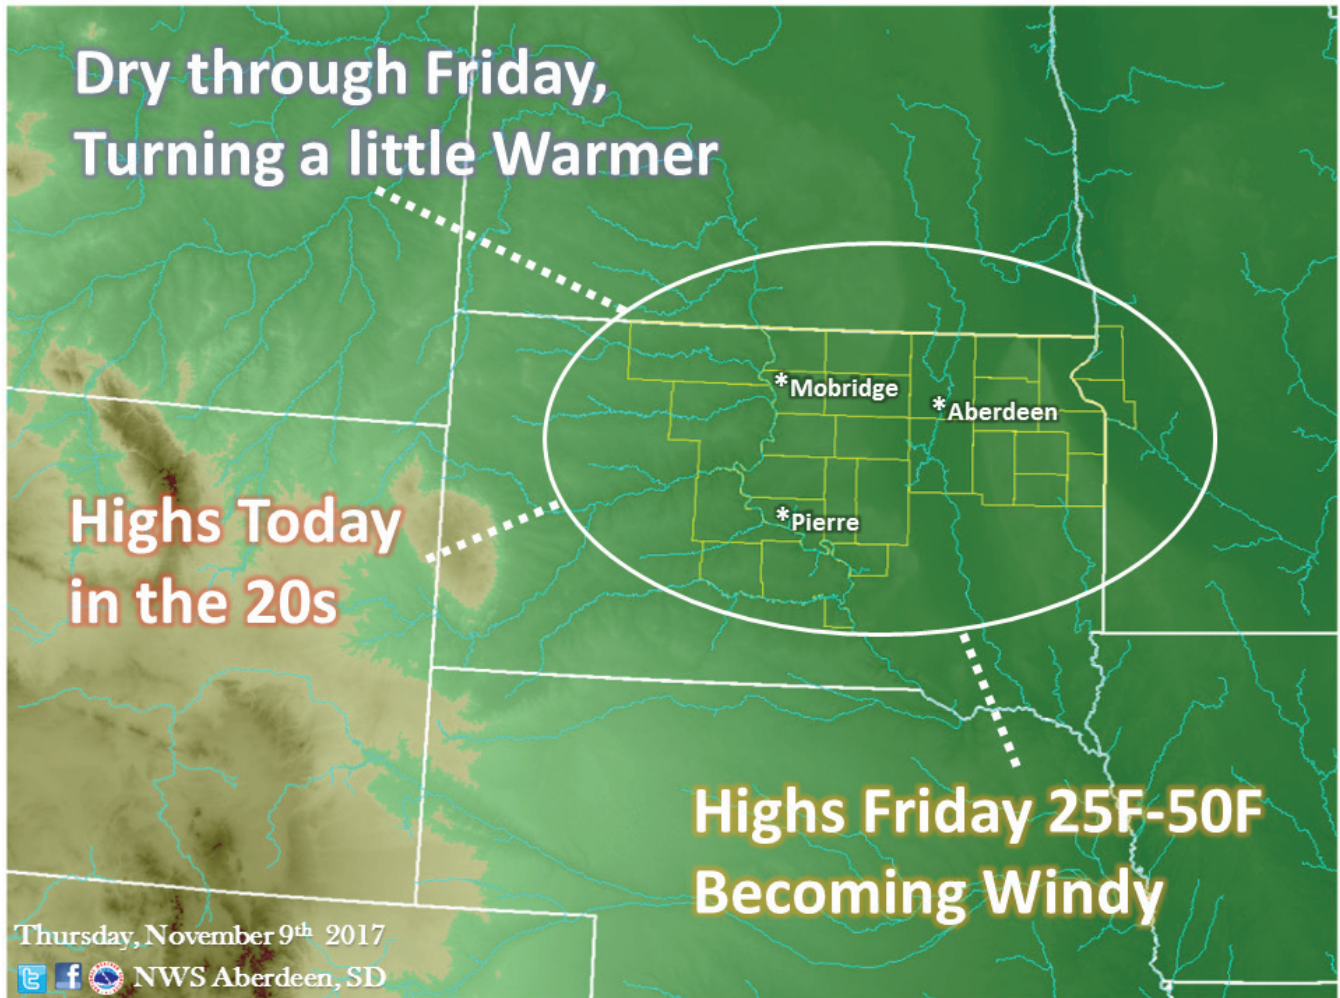 Dry through Friday,
Turning a little Warmer
*Mobridge
*Aberdeen
Highs Today
in the 20s
*Pierre
Highs Friday 25F-50F
Becoming Windy
Thursday, November 9th 2017
NWS Aberdeen, SD